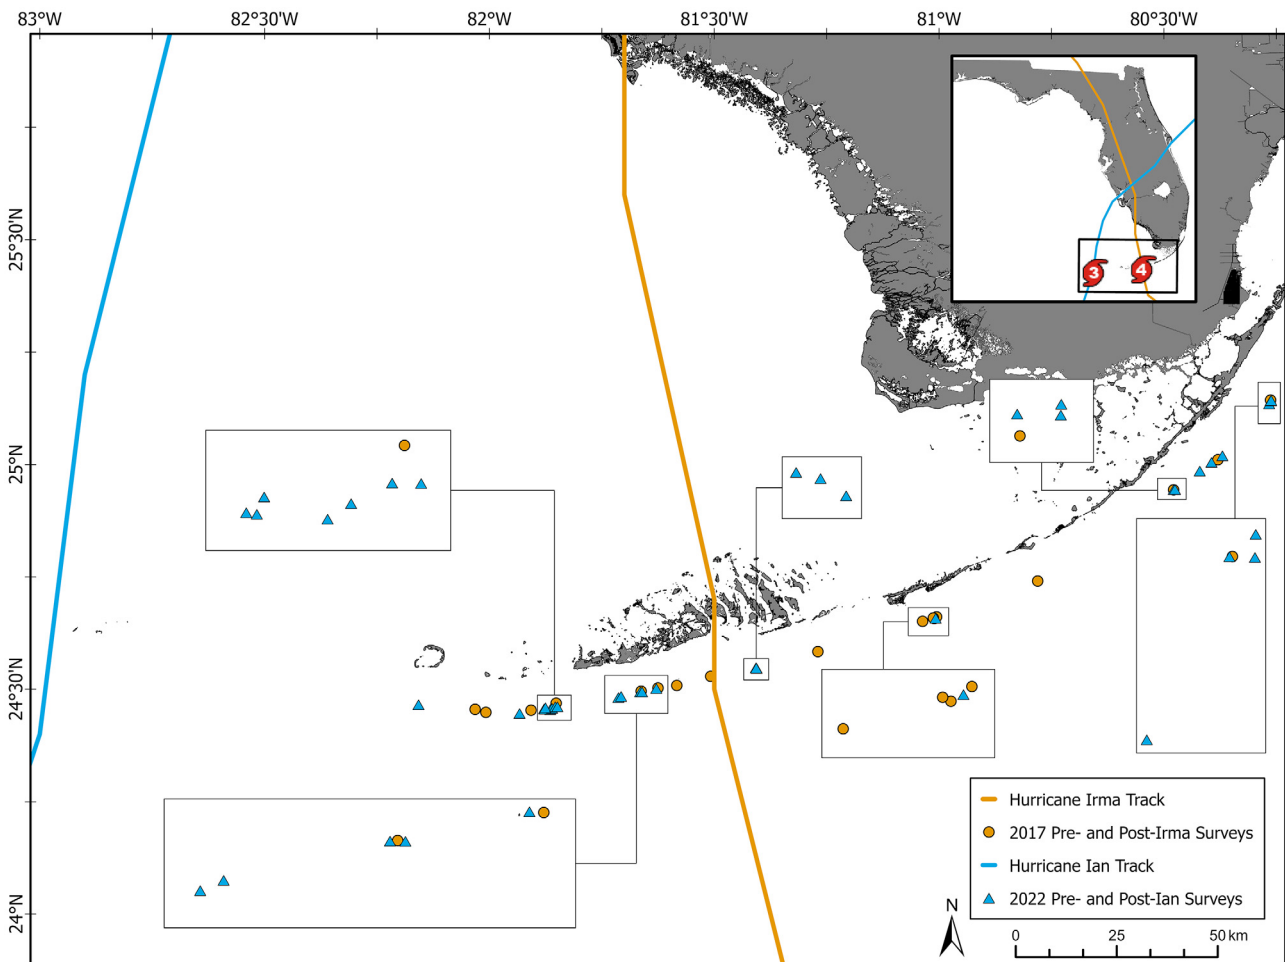 83°W 82°30'W 82°W 81°30'W 81°W 80°30'W
25°30'N
25°N
24°30'N
24°N
3 4
Hurricane Irma Track
2017 Pre- and Post-Irma Surveys
Hurricane Ian Track
2022 Pre- and Post-Ian Surveys
N
0 25 50 km